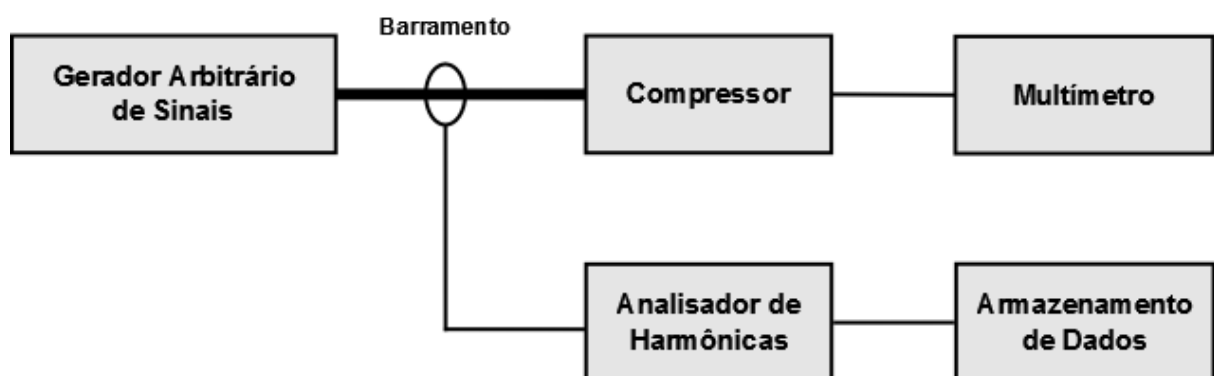 Barramento
Gerador Arbitrário
de Sinais
Compressor
Multímetro
Analisador de
Harmônicas
Armazenamento
de Dados